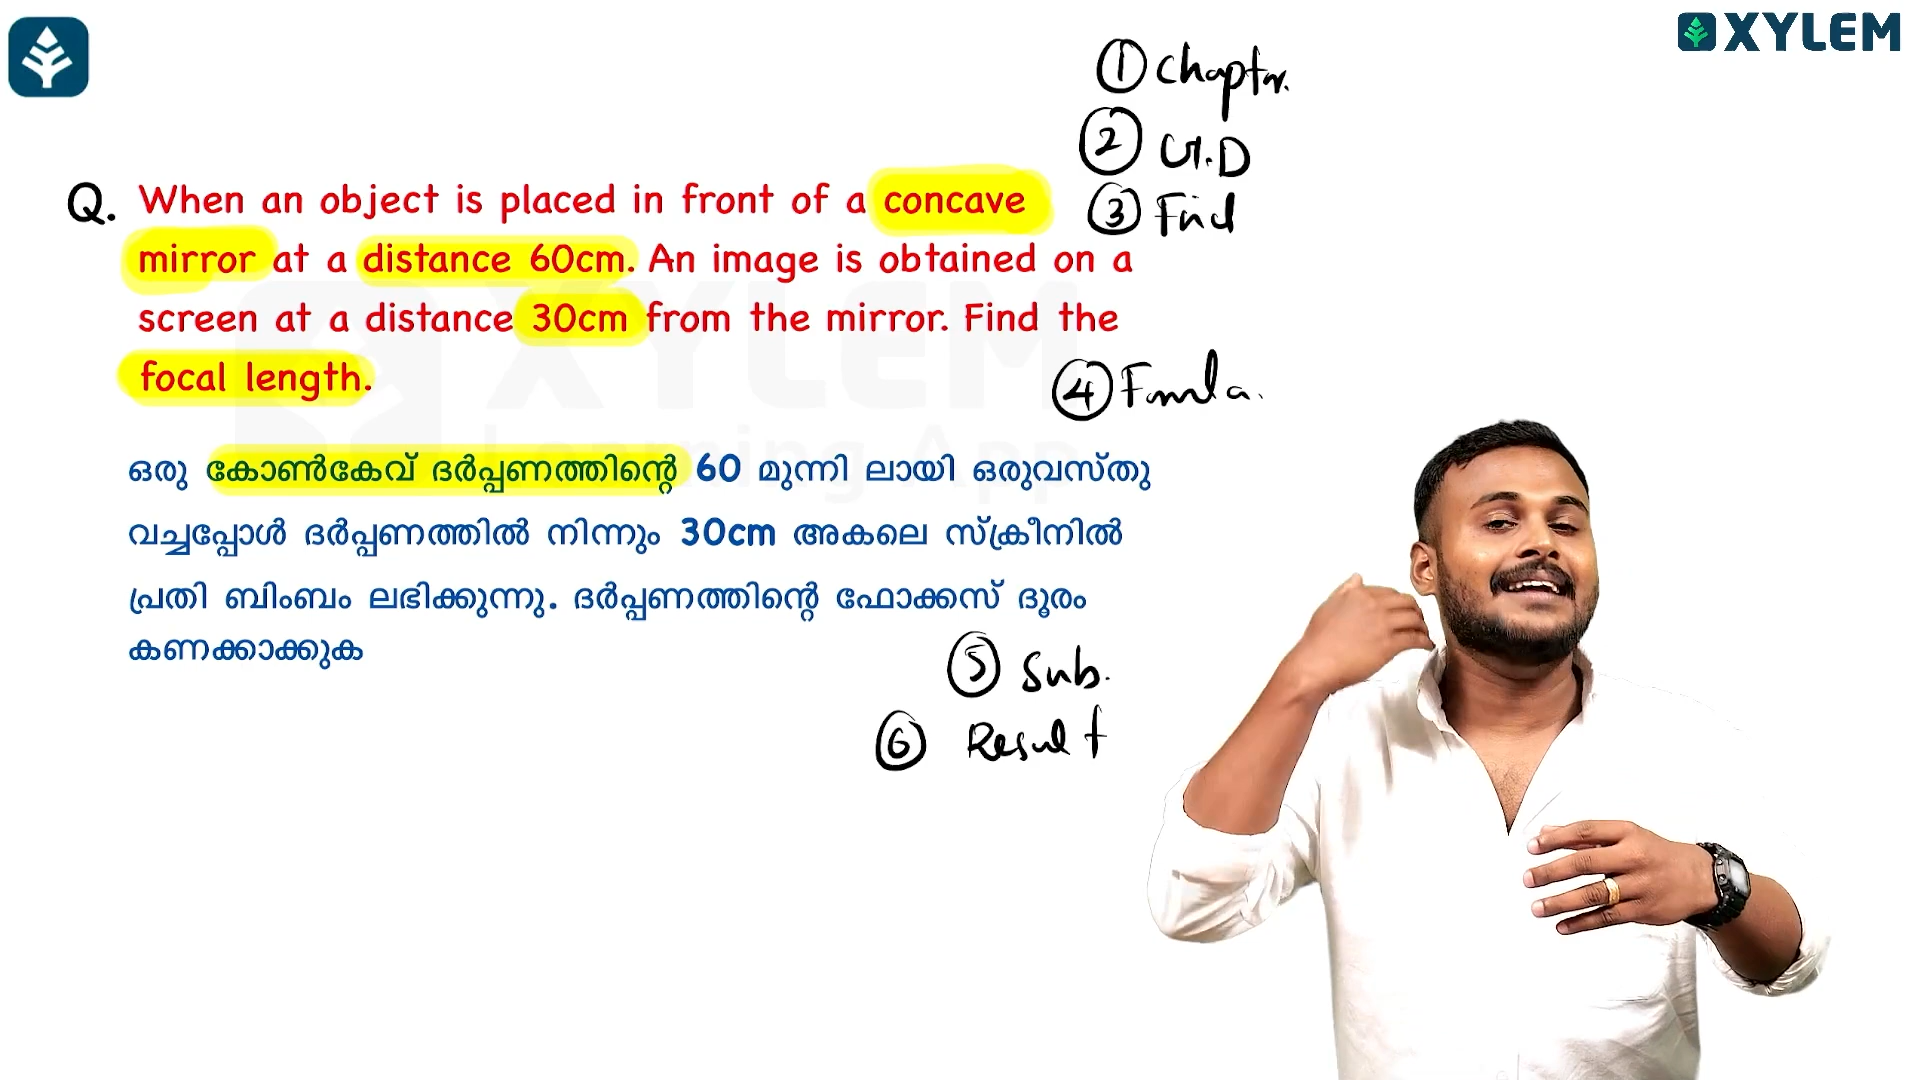 XYLEM
① Chapter.
② G.D
③ Find
Q. When an object is placed in front of a concave
mirror at a distance 60cm. An image is obtained on a
screen at a distance 30cm from the mirror. Find the
focal length.
④ Formula.
ഒരു കോൺകേവ് ദർപ്പണത്തിന്റെ 60 മുന്നി ലായി ഒരുവസ്തു
വച്ചപ്പോൾ ദർപ്പണത്തിൽ നിന്നും 30cm അകലെ സ്ക്രീനിൽ
പ്രതി ബിംബം ലഭിക്കുന്നു. ദർപ്പണത്തിന്റെ ഫോക്കസ് ദൂരം
കണക്കാക്കുക
⑤ Sub.
⑥ Result
XYLEM
Learning App